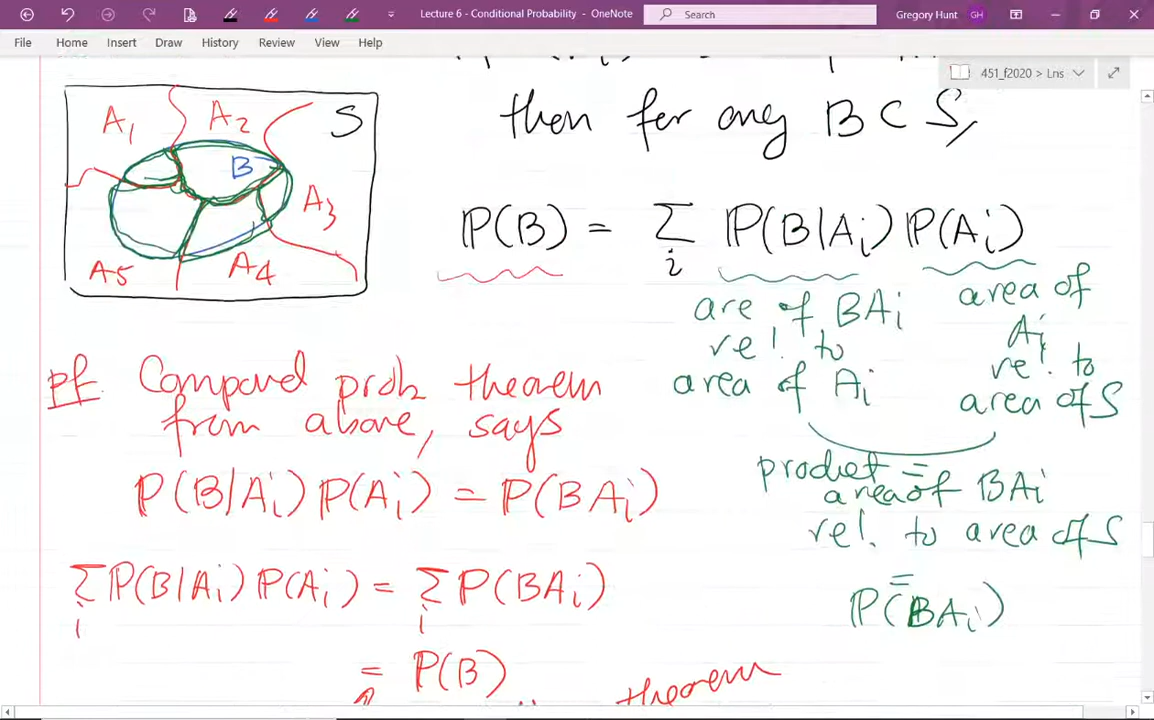 Lecture 6 - Conditional Probability - OneNote
Search
Gregory Hunt
GH
File Home Insert Draw History Review View Help
451_f2020 > Lns
then for any B ⊂ S,
A1 A2 S
B
A3
A5 A4
P(B) = Σ P(B|Ai) P(Ai)
i
are of BAi
rel. to
area of Ai
area of
Ai
rel. to
area of S
product =
area of BAi
rel. to area of S
=
P(BAi)
pf. Compound prob theorem
from above, says
P(B|Ai) P(Ai) = P(BAi)
Σ P(B|Ai) P(Ai) = Σ P(BAi)
i i
= P(B)
theorem